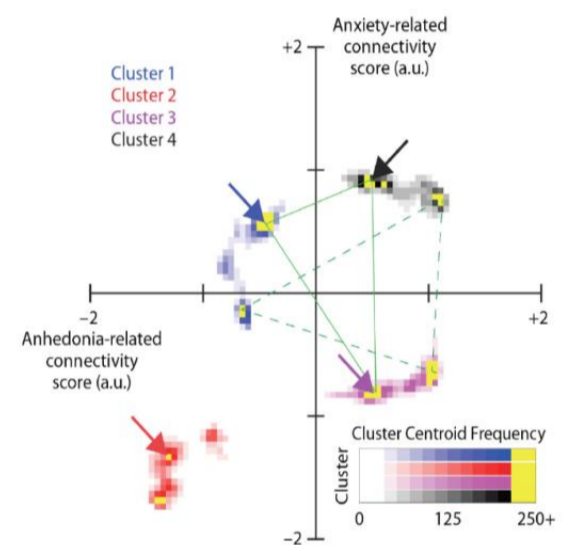 Anxiety-related
connectivity
score (a.u.)
+2
Cluster 1
Cluster 2
Cluster 3
Cluster 4
−2
+2
Anhedonia-related
connectivity
score (a.u.)
Cluster Centroid Frequency
Cluster
0 125 250+
−2